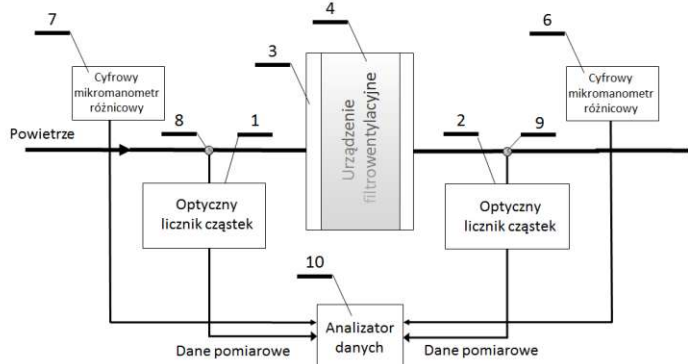 7
4
6
3
Cyfrowy
mikromanometr
różnicowy
Urządzenie
filtrowentylacyjne
Cyfrowy
mikromanometr
różnicowy
Powietrze
8
1
2
9
Optyczny
licznik cząstek
Optyczny
licznik cząstek
10
Analizator
danych
Dane pomiarowe
Dane pomiarowe